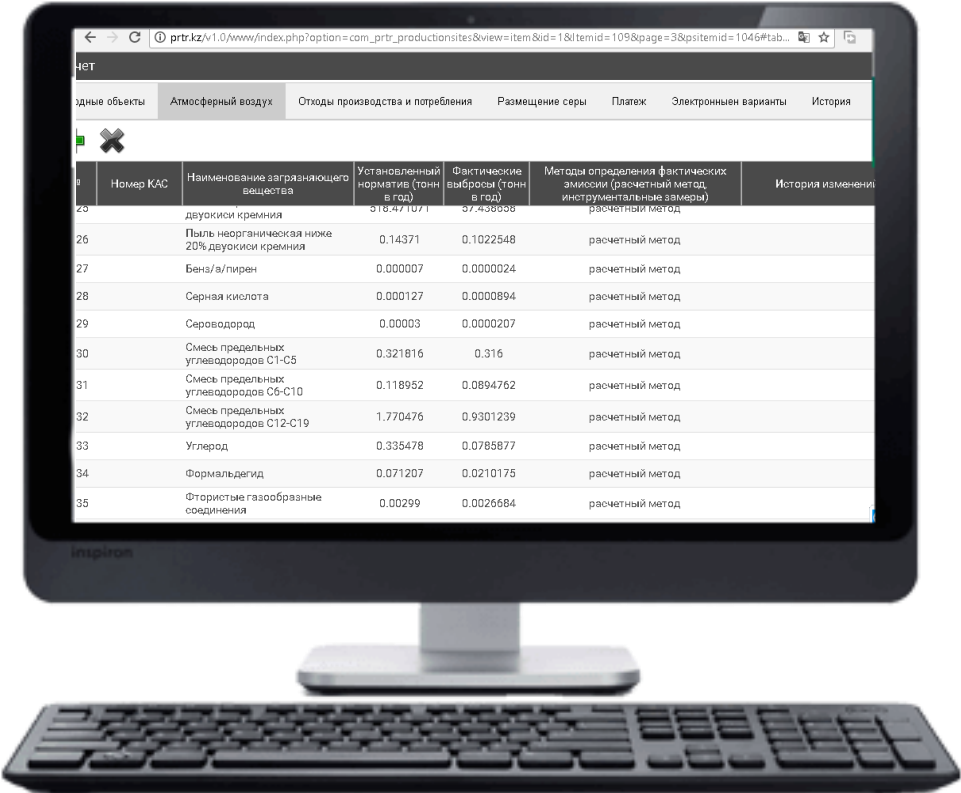 prtr.kz/v1.0/www/index.php?option=com_prtr_productionsites&view=item&id=1&Itemid=109&page=3&psitemid=1046#tab...
чет
одные объекты Атмосферный воздух Отходы производства и потребления Размещение серы Платеж Электронныен варианты История
Номер КАС Наименование загрязняющего вещества Установленный норматив (тонн в год) Фактические выбросы (тонн в год) Методы определения фактических эмиссии (расчетный метод, инструментальные замеры) История изменений
25 двуокиси кремния 518.471071 57.438658 расчетный метод
26 Пыль неорганическая ниже 20% двуокиси кремния 0.14371 0.1022548 расчетный метод
27 Бенз/а/пирен 0.000007 0.0000024 расчетный метод
28 Серная кислота 0.000127 0.0000894 расчетный метод
29 Сероводород 0.00003 0.0000207 расчетный метод
30 Смесь предельных углеводородов С1-С5 0.321816 0.316 расчетный метод
31 Смесь предельных углеводородов С6-С10 0.118952 0.0894762 расчетный метод
32 Смесь предельных углеводородов С12-С19 1.770476 0.9301239 расчетный метод
33 Углерод 0.335478 0.0785877 расчетный метод
34 Формальдегид 0.071207 0.0210175 расчетный метод
35 Фтористые газообразные соединения 0.00299 0.0026684 расчетный метод
inspiron